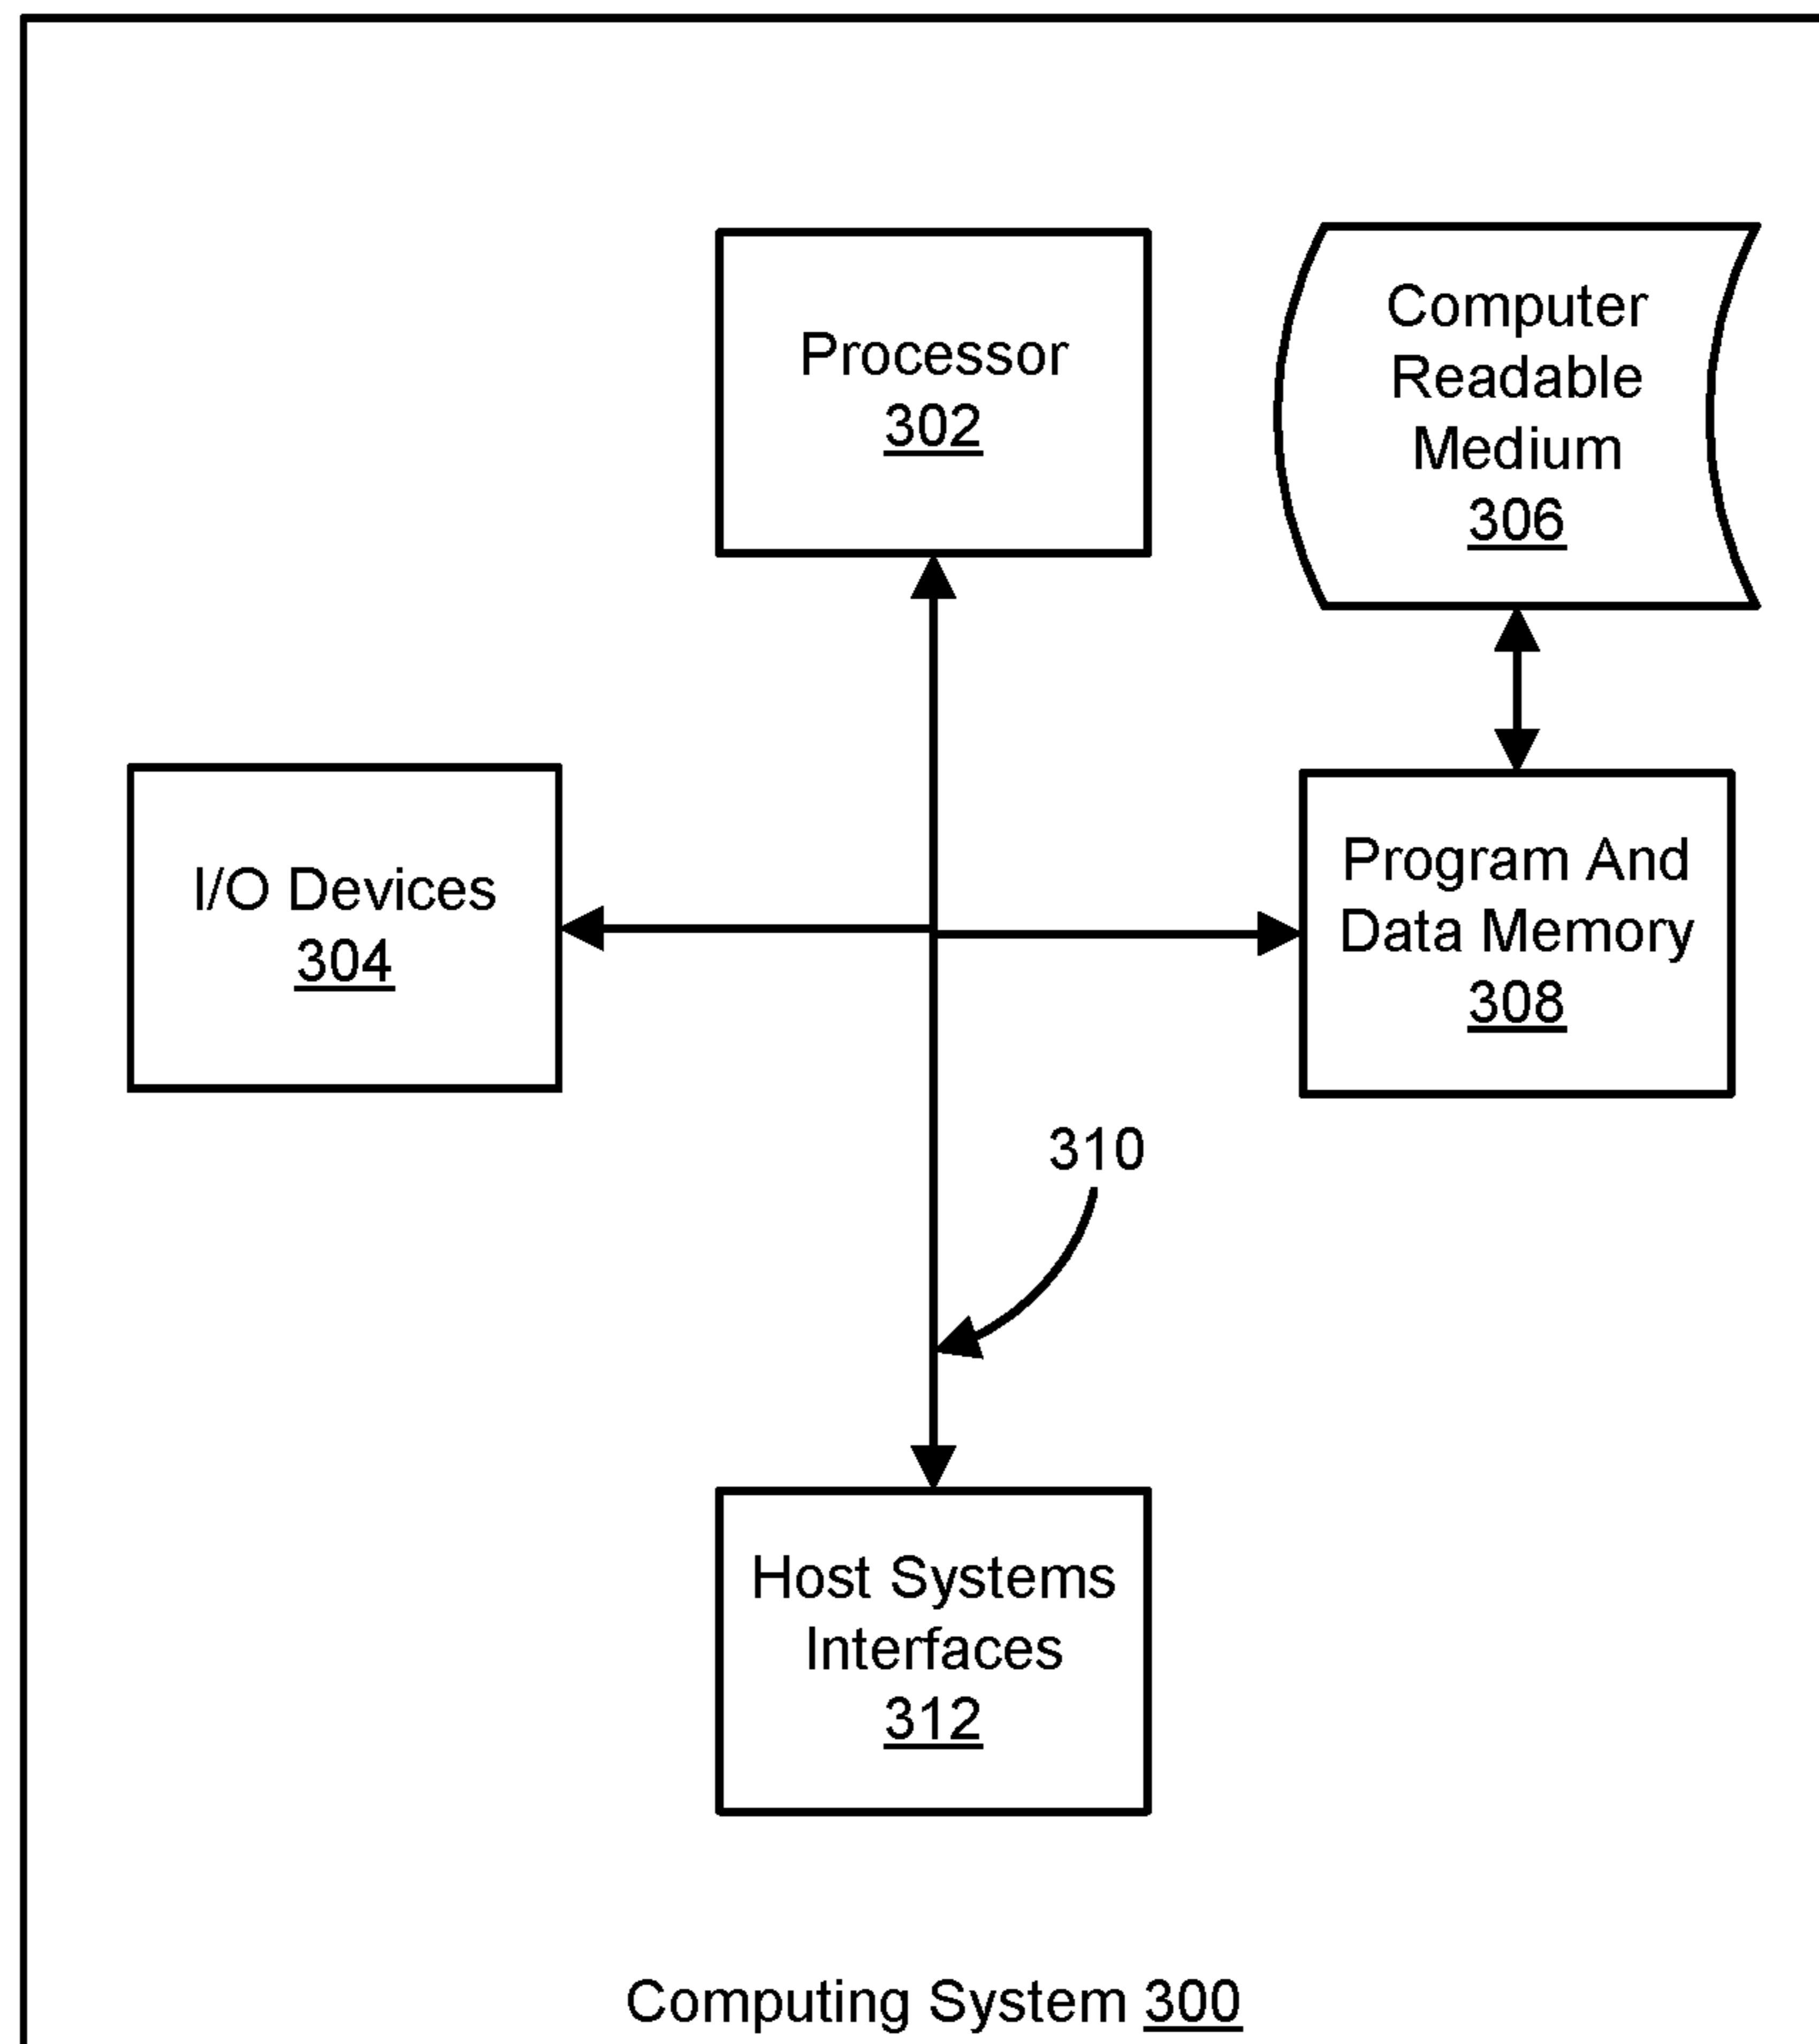 Processor
302
Computer
Readable
Medium
306
I/O Devices
304
Program And
Data Memory
308
310
Host Systems
Interfaces
312
Computing System 300